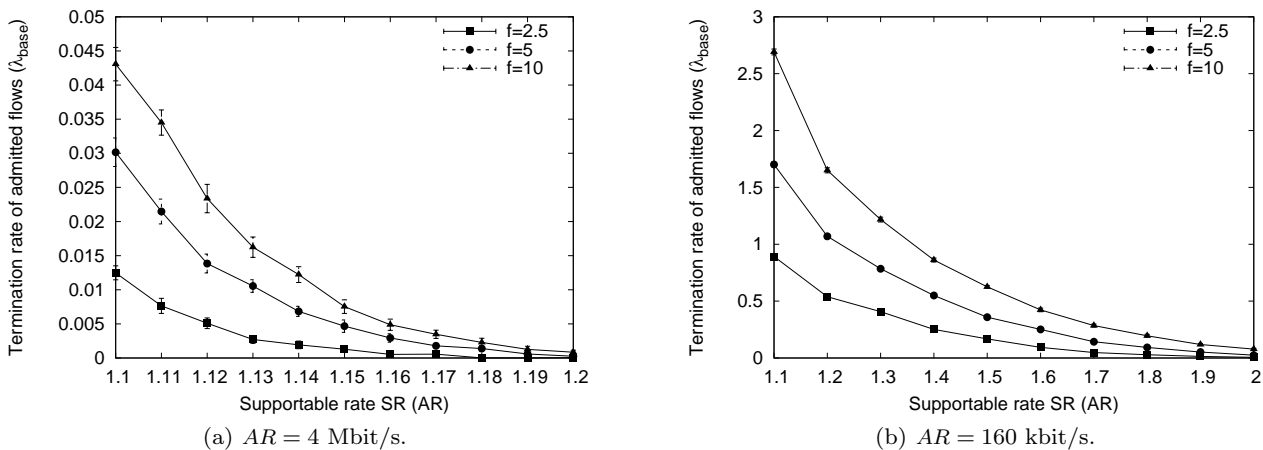 Termination rate of admitted flows (λbase)
0.05
0.045
0.04
0.035
0.03
0.025
0.02
0.015
0.01
0.005
0
f=2.5
f=5
f=10
1.1 1.11 1.12 1.13 1.14 1.15 1.16 1.17 1.18 1.19 1.2
Supportable rate SR (AR)
(a) AR = 4 Mbit/s.
Termination rate of admitted flows (λbase)
3
2.5
2
1.5
1
0.5
0
f=2.5
f=5
f=10
1.1 1.2 1.3 1.4 1.5 1.6 1.7 1.8 1.9 2
Supportable rate SR (AR)
(b) AR = 160 kbit/s.